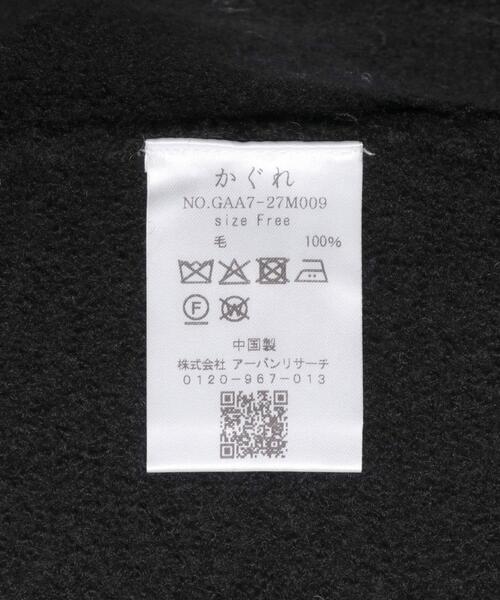 かぐれ
NO.GAA7-27M009
size Free
毛 100%
F W
中国製
株式会社 アーバンリサーチ
0120-967-013